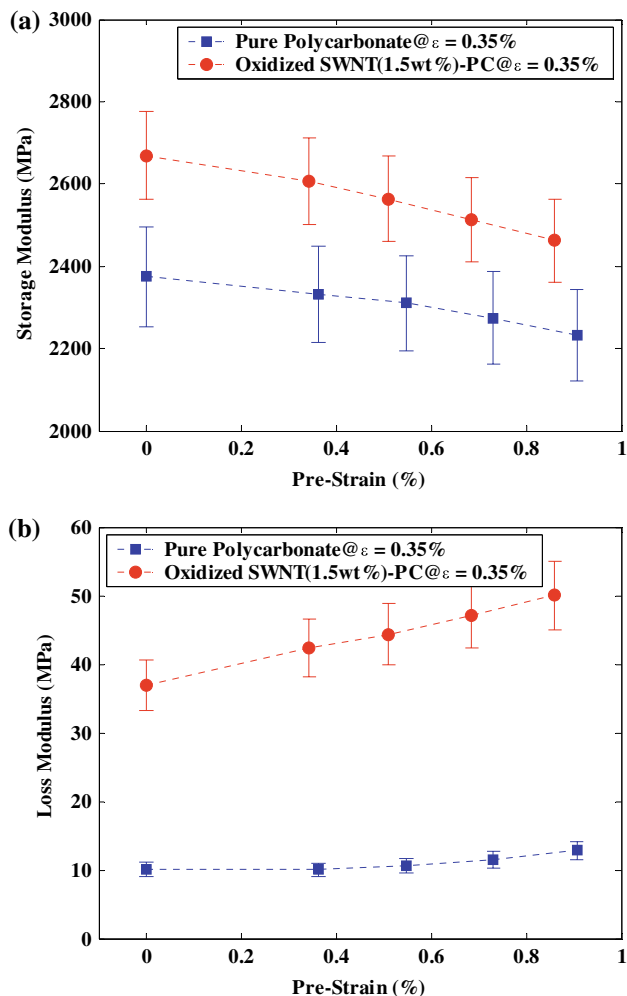 (a)
3000
Pure Polycarbonate@ε = 0.35%
Oxidized SWNT(1.5wt%)-PC@ε = 0.35%
2800
2600
2400
2200
2000
Storage Modulus (MPa)
0 0.2 0.4 0.6 0.8 1
Pre-Strain (%)
(b)
60
Pure Polycarbonate@ε = 0.35%
Oxidized SWNT(1.5wt%)-PC@ε = 0.35%
50
40
30
20
10
0
Loss Modulus (MPa)
0 0.2 0.4 0.6 0.8 1
Pre-Strain (%)